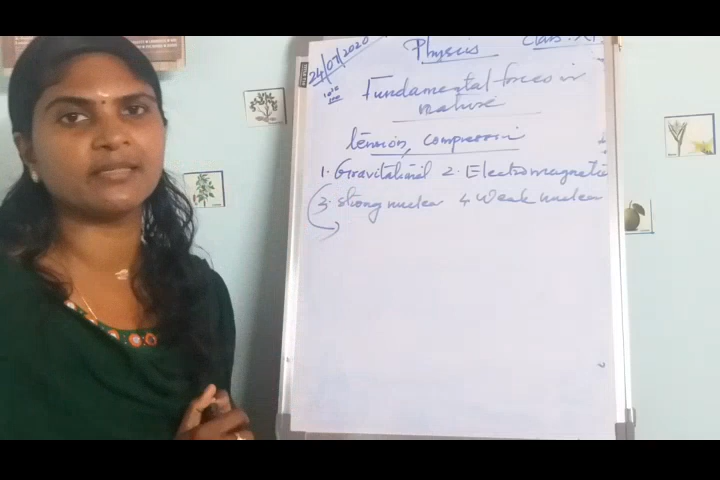 24/07/2020
Physics Class: XI
Fundamental forces in
nature
tension, compression
1. Gravitational 2. Electromagnetic
3. Strong nuclear 4. Weak nuclear